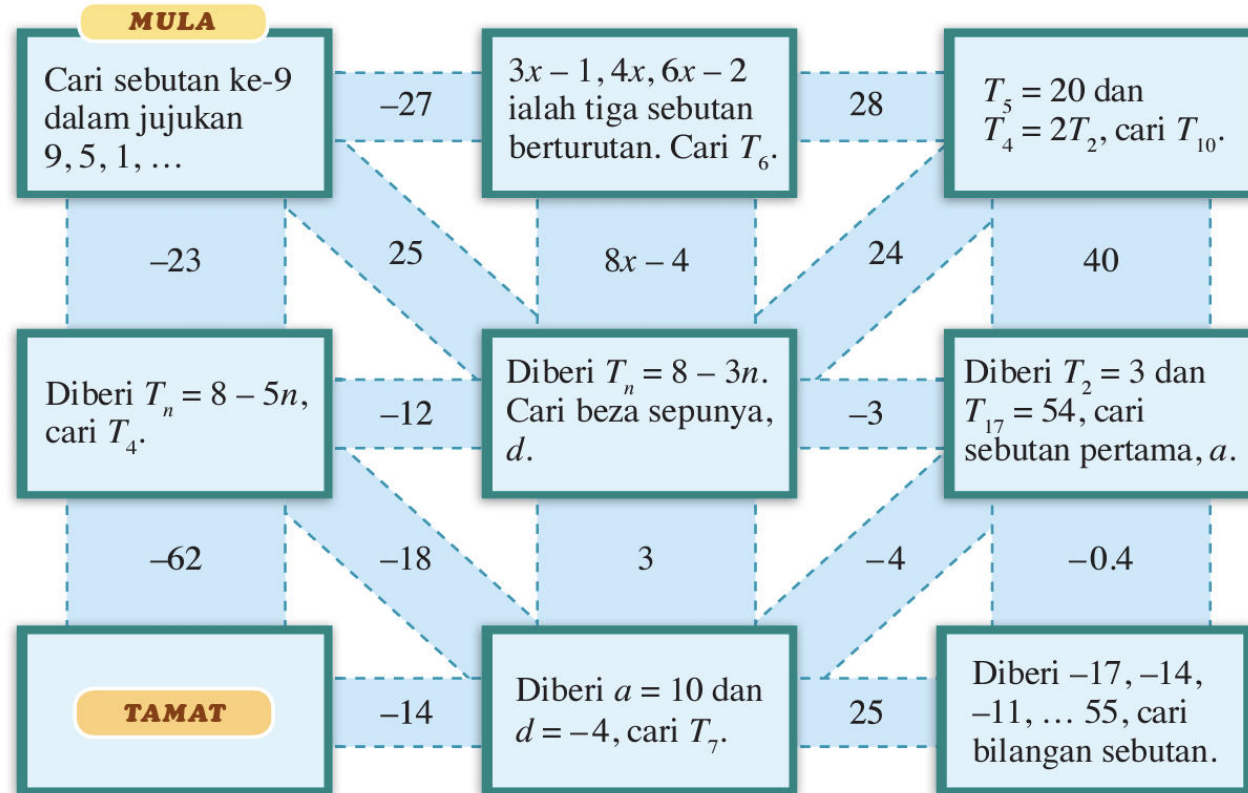 MULA
Cari sebutan ke-9
dalam jujukan
9, 5, 1, …
–27
3x – 1, 4x, 6x – 2
ialah tiga sebutan
berturutan. Cari T₆.
28
T₅ = 20 dan
T₄ = 2T₂, cari T₁₀.
–23
25
8x – 4
24
40
Diberi Tₙ = 8 – 5n,
cari T₄.
–12
Diberi Tₙ = 8 – 3n.
Cari beza sepunya,
d.
–3
Diberi T₂ = 3 dan
T₁₇ = 54, cari
sebutan pertama, a.
–62
–18
3
–4
–0.4
TAMAT
–14
Diberi a = 10 dan
d = –4, cari T₇.
25
Diberi –17, –14,
–11, … 55, cari
bilangan sebutan.